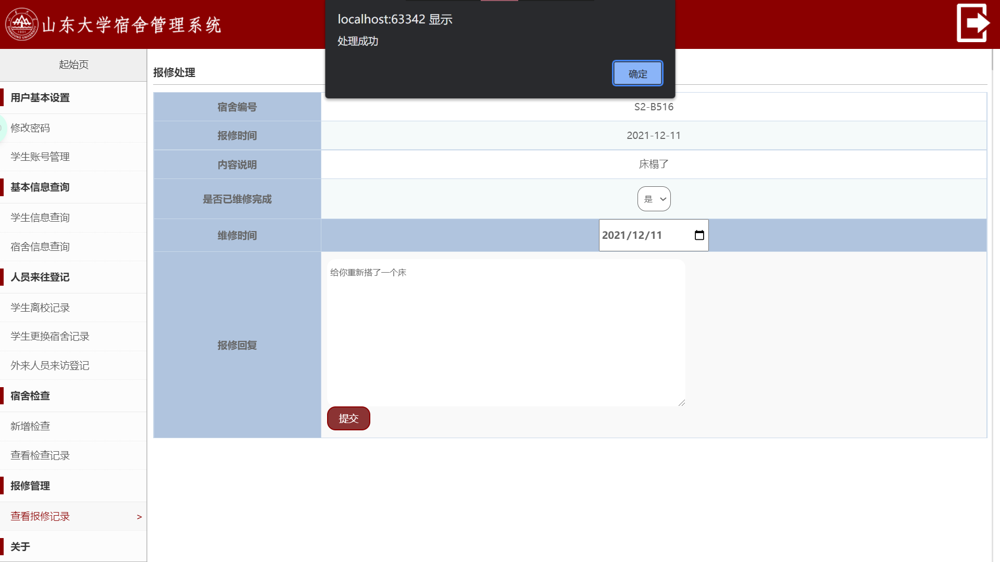 山东大学宿舍管理系统
SHANDONG UNIVERSITY
1901
localhost:63342 显示
处理成功
确定
起始页
用户基本设置
修改密码
学生账号管理
基本信息查询
学生信息查询
宿舍信息查询
人员来往登记
学生离校记录
学生更换宿舍记录
外来人员来访登记
宿舍检查
新增检查
查看检查记录
报修管理
查看报修记录 >
关于
报修处理
宿舍编号 S2-B516
报修时间 2021-12-11
内容说明 床榻了
是否已维修完成 是
维修时间 2021/12/11
报修回复 给你重新搭了一个床
提交